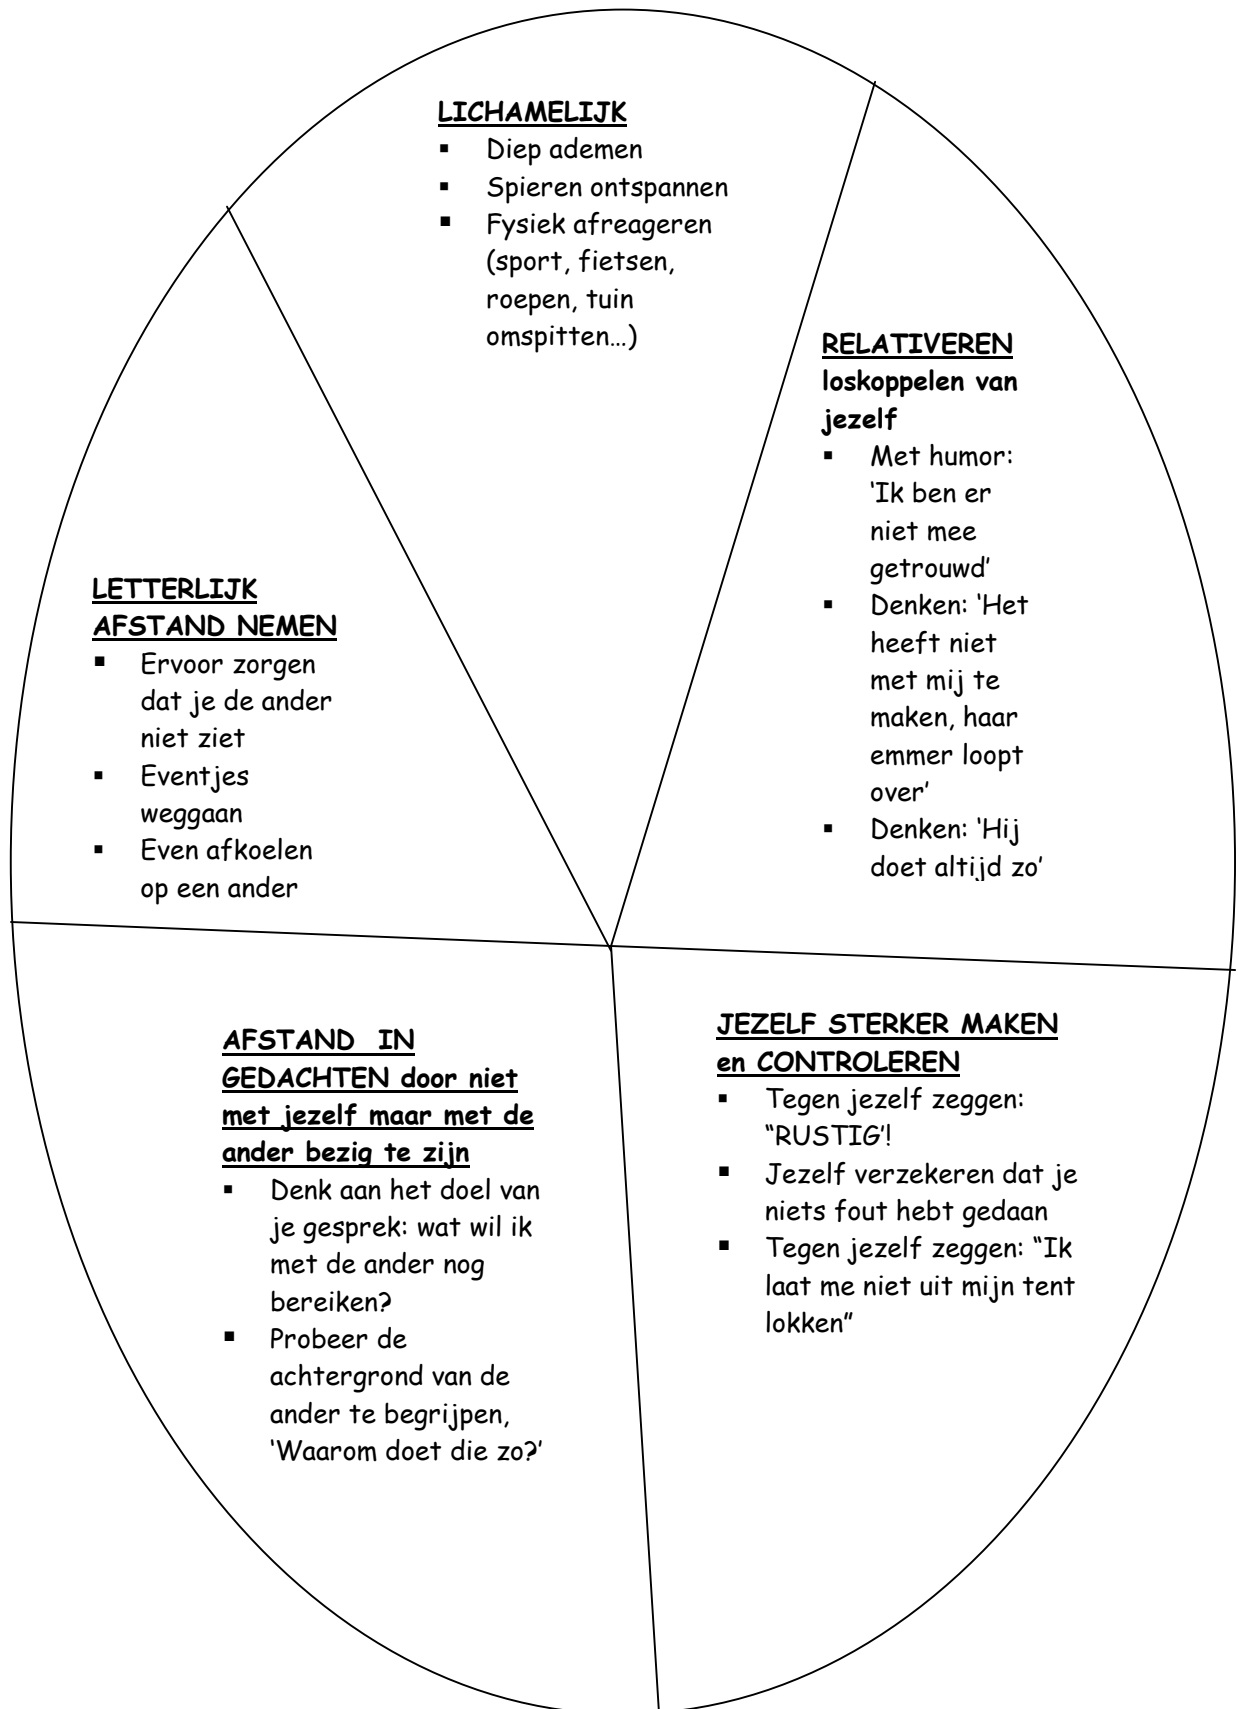 LICHAMELIJK
▪ Diep ademen
▪ Spieren ontspannen
▪ Fysiek afreageren
(sport, fietsen,
roepen, tuin
omspitten…)
RELATIVEREN
loskoppelen van
jezelf
▪ Met humor:
‘Ik ben er
niet mee
getrouwd’
▪ Denken: ‘Het
heeft niet
met mij te
maken, haar
emmer loopt
over’
▪ Denken: ‘Hij
doet altijd zo’
LETTERLIJK
AFSTAND NEMEN
▪ Ervoor zorgen
dat je de ander
niet ziet
▪ Eventjes
weggaan
▪ Even afkoelen
op een ander
AFSTAND IN
GEDACHTEN door niet
met jezelf maar met de
ander bezig te zijn
▪ Denk aan het doel van
je gesprek: wat wil ik
met de ander nog
bereiken?
▪ Probeer de
achtergrond van de
ander te begrijpen,
‘Waarom doet die zo?’
JEZELF STERKER MAKEN
en CONTROLEREN
▪ Tegen jezelf zeggen:
“RUSTIG’!
▪ Jezelf verzekeren dat je
niets fout hebt gedaan
▪ Tegen jezelf zeggen: “Ik
laat me niet uit mijn tent
lokken”